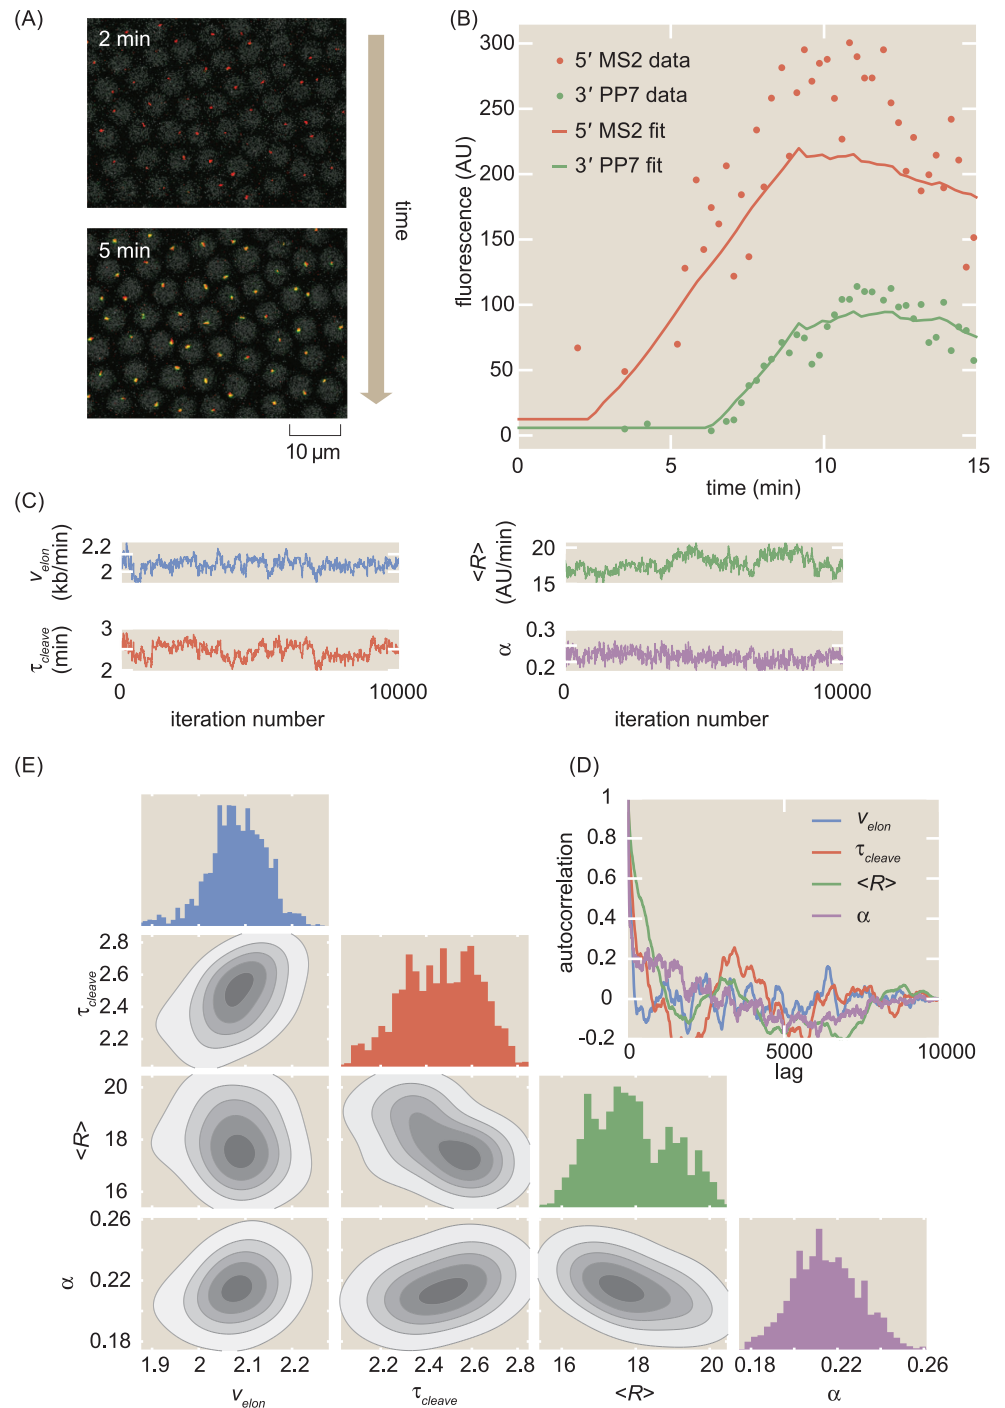 (A)
2 min
5 min
time
10 µm
(B)
300
250
200
150
100
50
0
fluorescence (AU)
5′ MS2 data
3′ PP7 data
5′ MS2 fit
3′ PP7 fit
0 5 10 15
time (min)
(C)
v_elon (kb/min)
2.2
2
τ_cleave (min)
3
2
0 10000
iteration number
<R> (AU/min)
20
15
α
0.3
0.2
0 10000
iteration number
(E)
(D)
autocorrelation
1
0.8
0.6
0.4
0.2
0
-0.2
v_elon
τ_cleave
<R>
α
0 5000 10000
lag
τ_cleave
2.8
2.6
2.4
2.2
<R>
20
18
16
α
0.26
0.22
0.18
1.9 2 2.1 2.2
2.2 2.4 2.6 2.8
16 18 20
0.18 0.22 0.26
v_elon τ_cleave <R> α